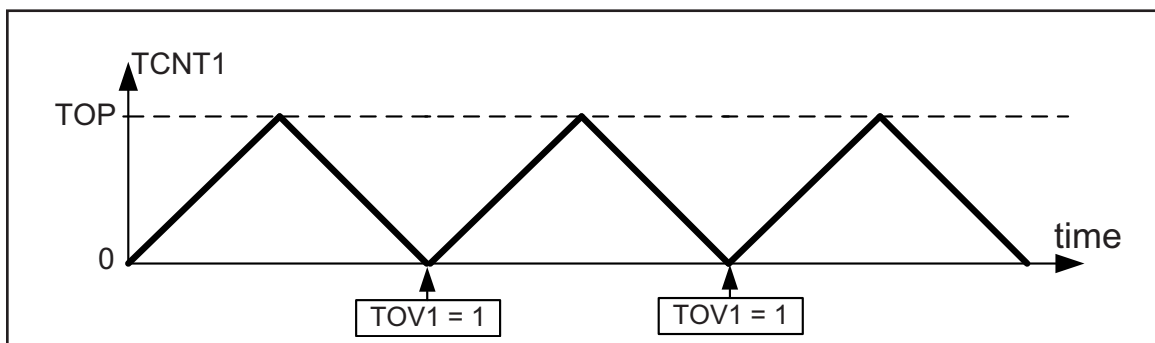 TCNT1
TOP
0
time
TOV1 = 1
TOV1 = 1